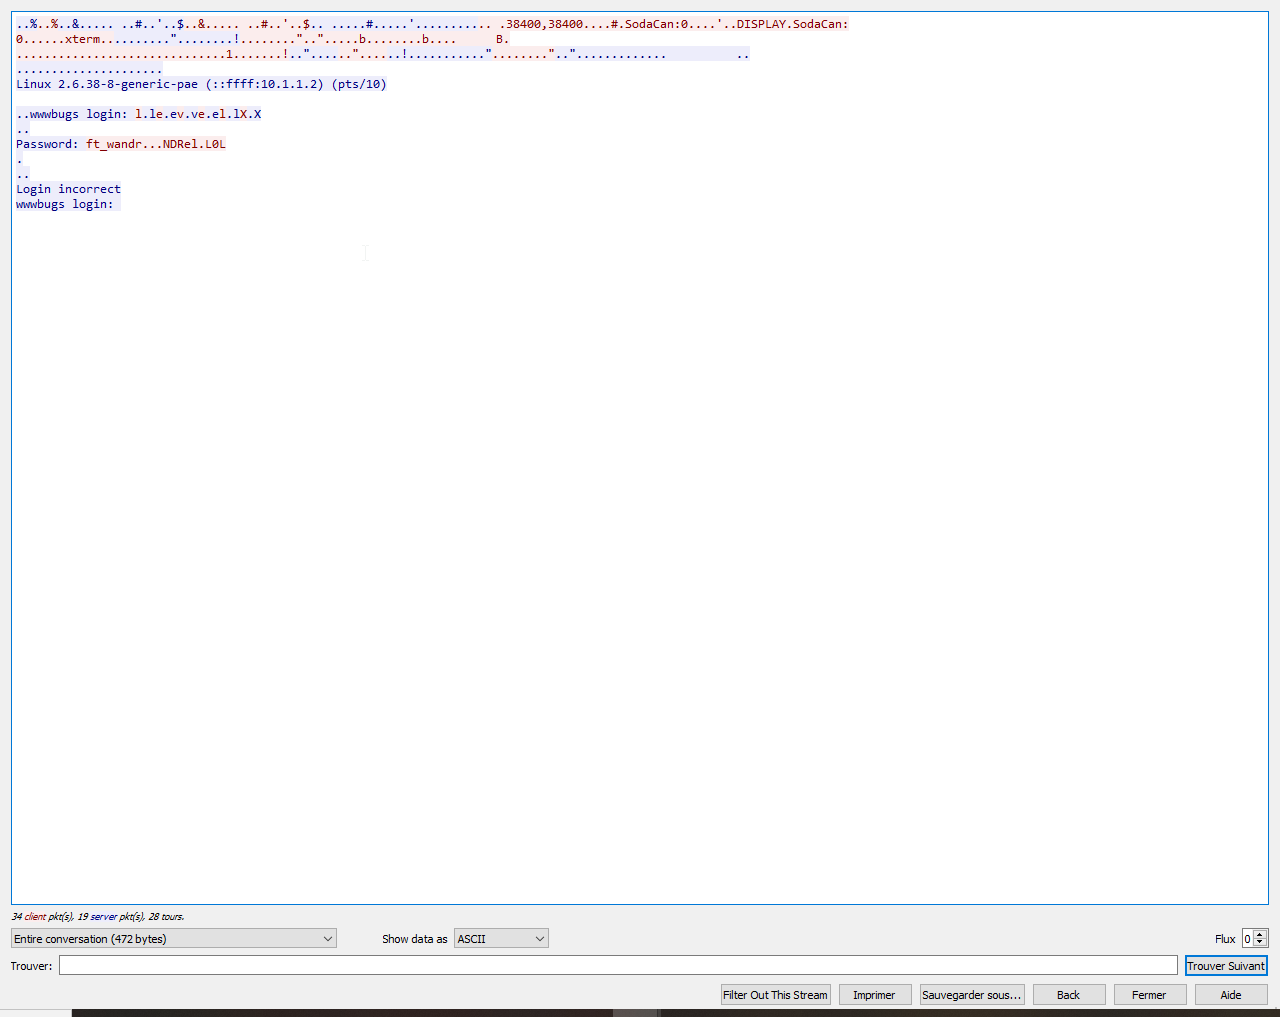 ..%..%..&..... ..#..'..$..&..... ..#..'..$.. .....#.....'........... .38400,38400....#.SodaCan:0....'..DISPLAY.SodaCan:
0......xterm.........."........!........"..".....b........b.... B.
..............................1.......!.."......"......!..........."........".."............. ..
.....................
Linux 2.6.38-8-generic-pae (::ffff:10.1.1.2) (pts/10)
..wwwbugs login: l.le.ev.ve.el.lX.X
..
Password: ft_wandr...NDRel.L0L
.
..
Login incorrect
wwwbugs login:
34 client pkt(s), 19 server pkt(s), 28 tours.
Entire conversation (472 bytes) Show data as ASCII Flux 0
Trouver: Trouver Suivant
Filter Out This Stream Imprimer Sauvegarder sous... Back Fermer Aide